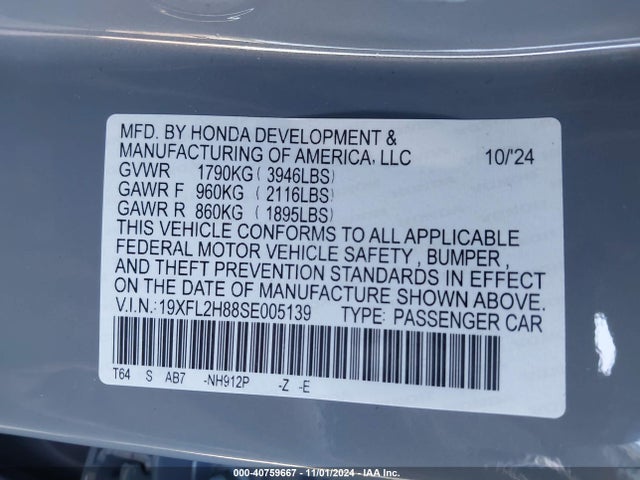 MFD. BY HONDA DEVELOPMENT &
MANUFACTURING OF AMERICA, LLC 10/'24
GVWR 1790KG ( 3946LBS)
GAWR F 960KG ( 2116LBS)
GAWR R 860KG ( 1895LBS)
THIS VEHICLE CONFORMS TO ALL APPLICABLE
FEDERAL MOTOR VEHICLE SAFETY , BUMPER ,
AND THEFT PREVENTION STANDARDS IN EFFECT
ON THE DATE OF MANUFACTURE SHOWN ABOVE.
V.I.N.:19XFL2H88SE005139 TYPE: PASSENGER CAR
T64 S AB7 -NH912P -Z -E
000-40759667 • 11/01/2024 • IAA Inc.